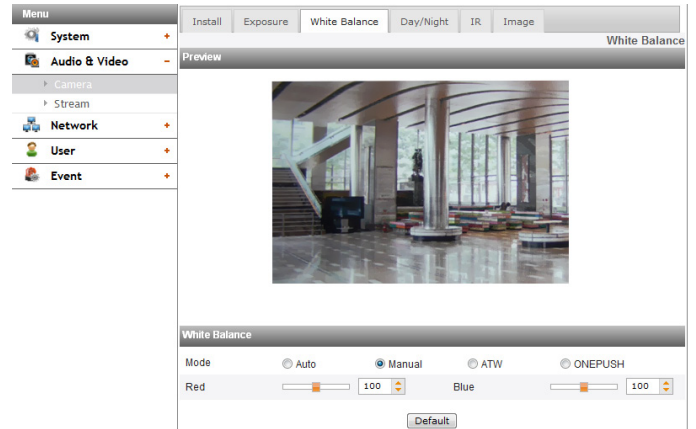 Menu
System +
Audio & Video -
Camera
Stream
Network +
User +
Event +
Install Exposure White Balance Day/Night IR Image
White Balance
Preview
White Balance
Mode Auto Manual ATW ONEPUSH
Red 100 Blue 100
Default